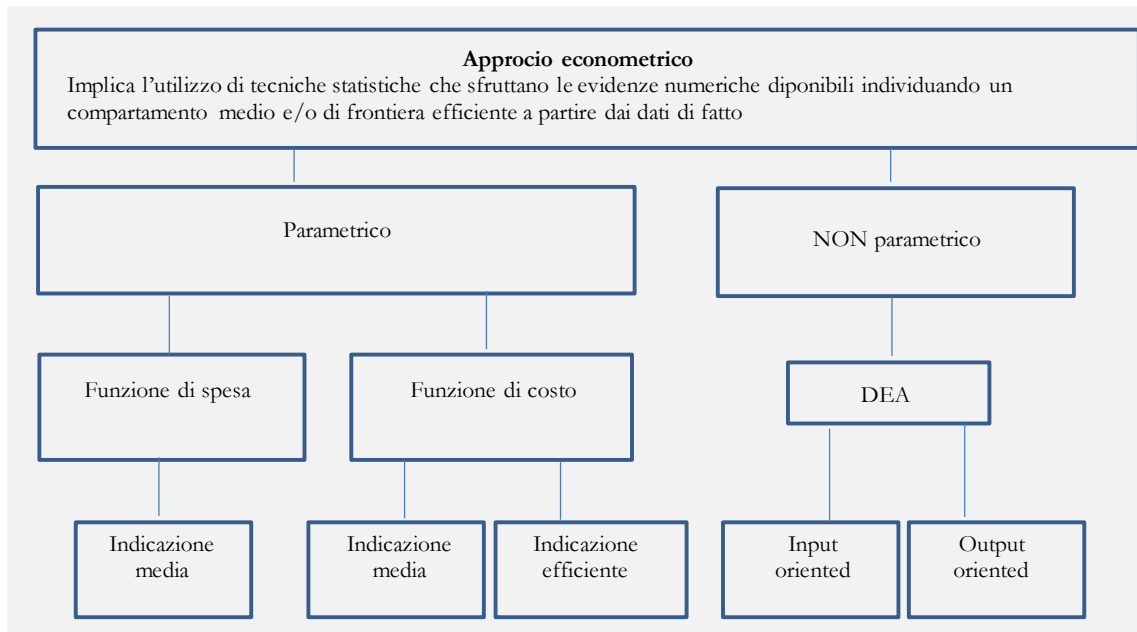 Approcio econometrico
Implica l'utilizzo di tecniche statistiche che sfruttano le evidenze numeriche diponibili individuando un
compartamento medio e/o di frontiera efficiente a partire dai dati di fatto
Parametrico
NON parametrico
Funzione di spesa
Funzione di costo
DEA
Indicazione
media
Indicazione
media
Indicazione
efficiente
Input
oriented
Output
oriented